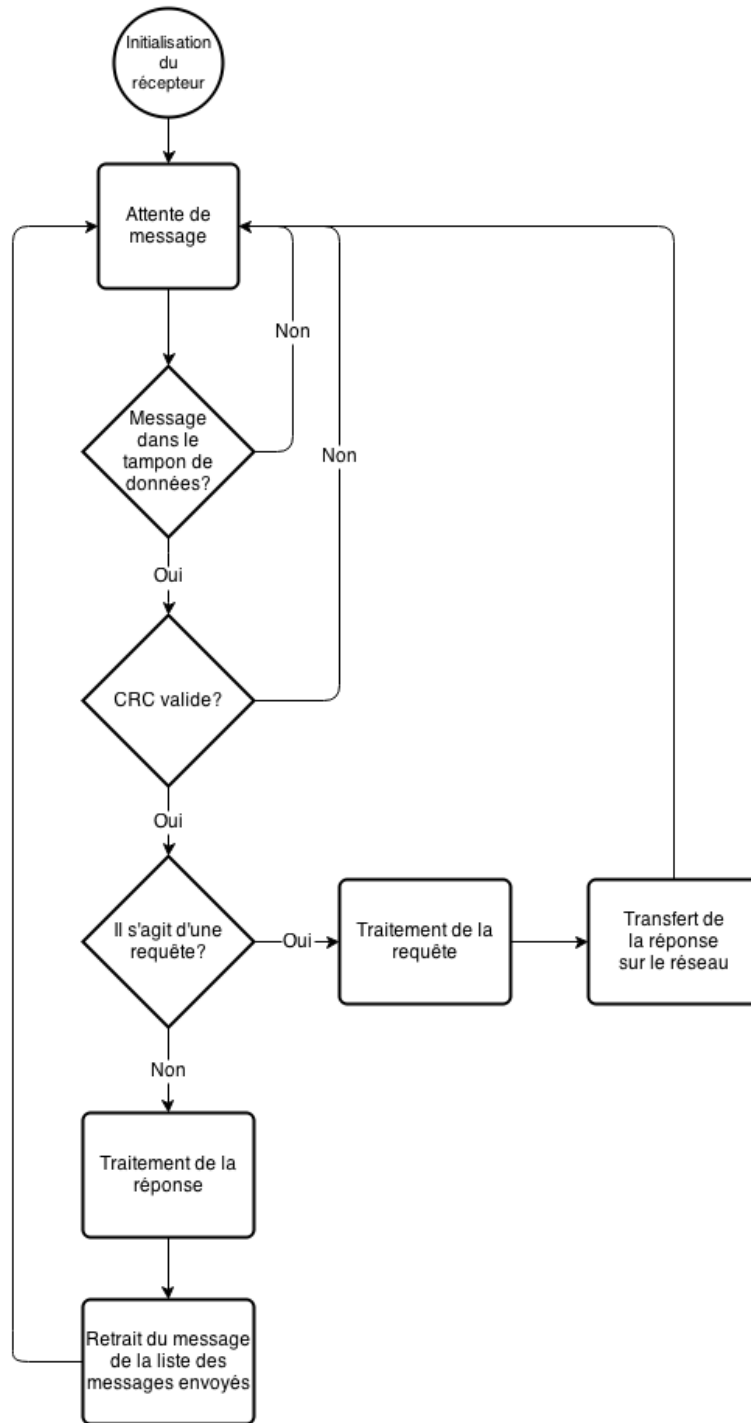 Initialisation
du
récepteur
Attente de
message
Non
Message
dans le
tampon de
données?
Non
Oui
CRC valide?
Oui
Il s'agit d'une
requête?
Oui
Traitement de la
requête
Transfert de
la réponse
sur le réseau
Non
Traitement de la
réponse
Retrait du message
de la liste des
messages envoyés